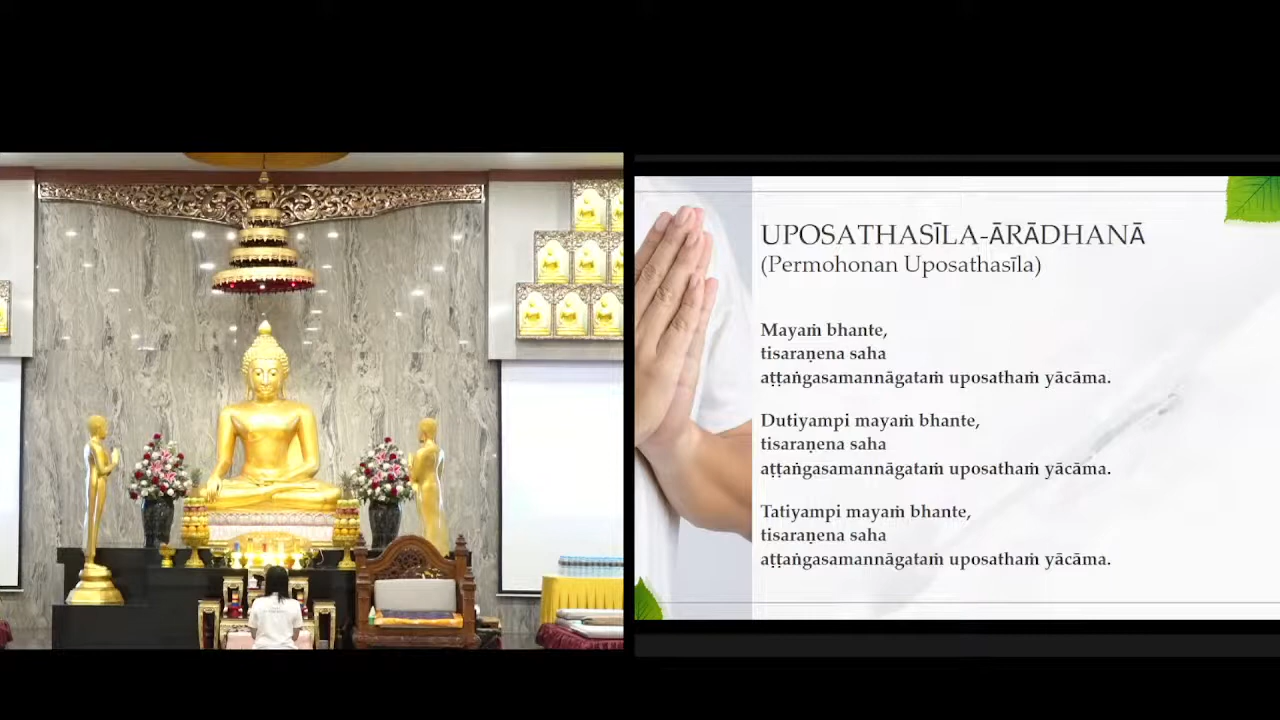 UPOSATHASĪLA-ĀRĀDHANĀ
(Permohonan Uposathasīla)
Mayaṁ bhante,
tisaraṇena saha
aṭṭaṅgasamannāgataṁ uposathaṁ yācāma.
Dutiyampi mayaṁ bhante,
tisaraṇena saha
aṭṭaṅgasamannāgataṁ uposathaṁ yācāma.
Tatiyampi mayaṁ bhante,
tisaraṇena saha
aṭṭaṅgasamannāgataṁ uposathaṁ yācāma.